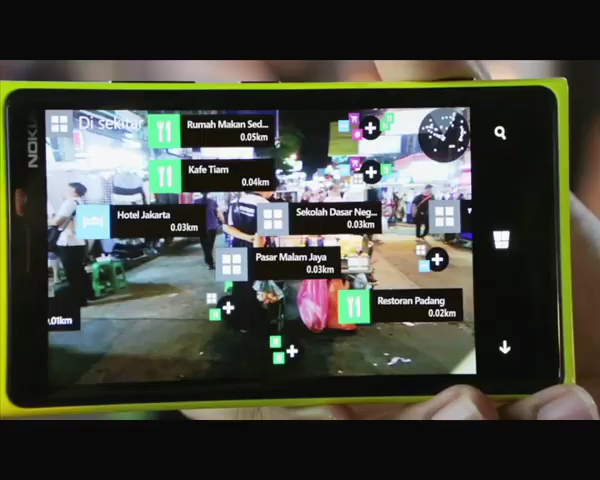 NOKIA
Di sekitar
Rumah Makan Sed...
0.05km
Kafe Tiam
0.04km
Hotel Jakarta
0.03km
Sekolah Dasar Neg...
0.03km
Pasar Malam Jaya
0.03km
Restoran Padang
0.02km
0.01km